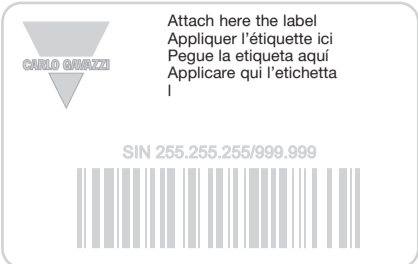 CARLO GAVAZZI
Attach here the label
Appliquer l'étiquette ici
Pegue la etiqueta aquí
Applicare qui l'etichetta
l
SIN 255.255.255/999.999